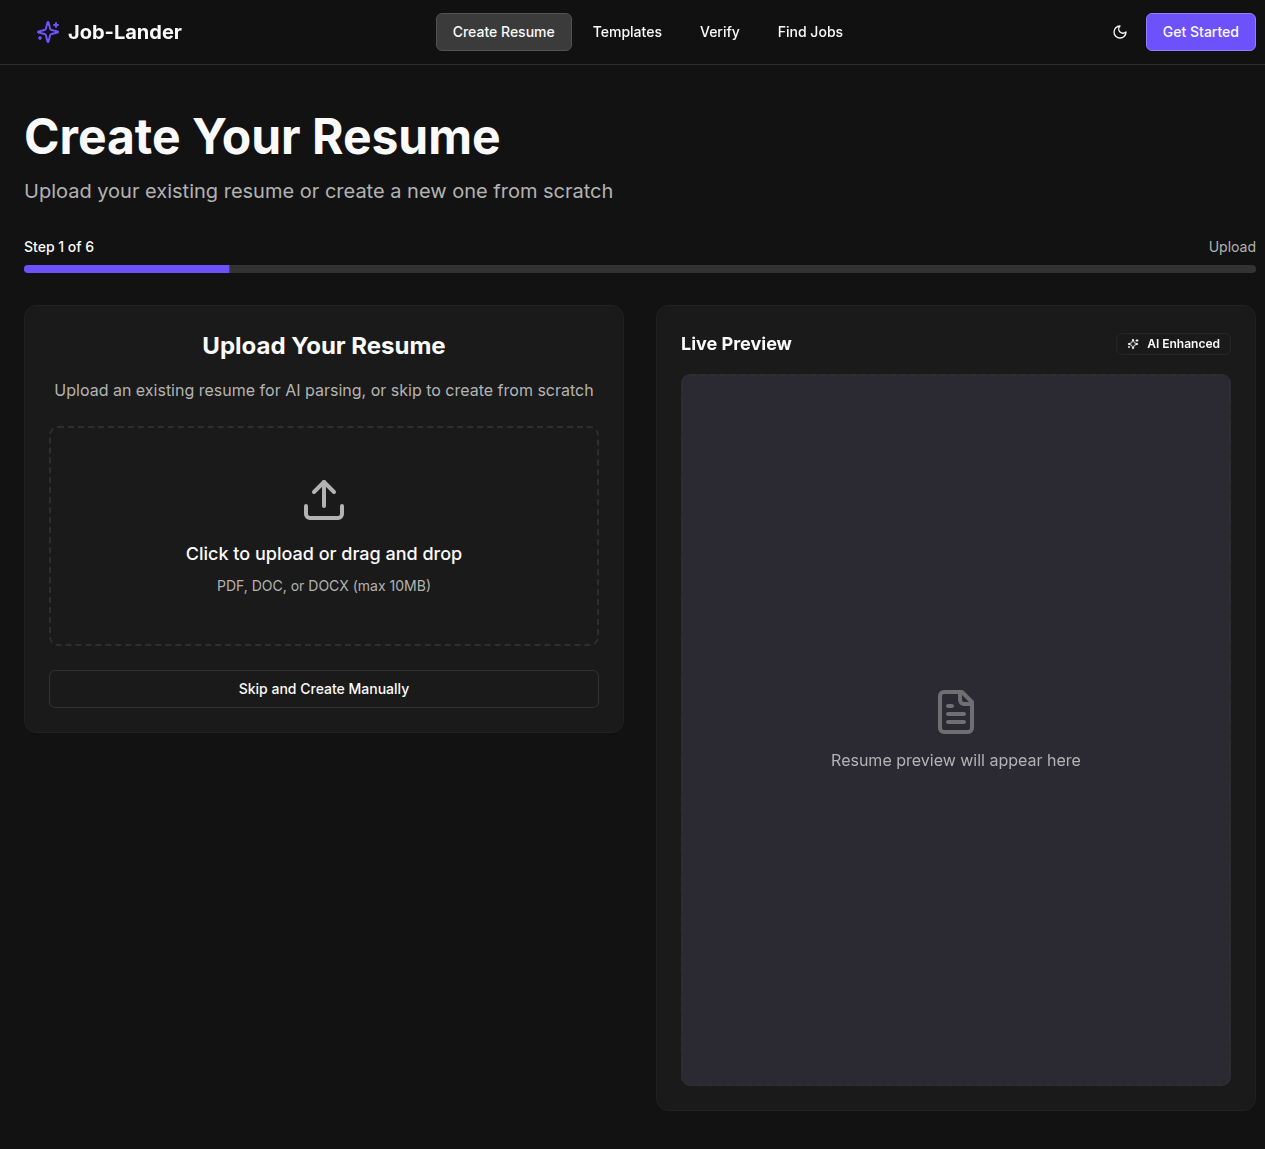 Job-Lander
Create Resume
Templates
Verify
Find Jobs
Get Started
Create Your Resume
Upload your existing resume or create a new one from scratch
Step 1 of 6
Upload
Upload Your Resume
Upload an existing resume for AI parsing, or skip to create from scratch
Click to upload or drag and drop
PDF, DOC, or DOCX (max 10MB)
Skip and Create Manually
Live Preview
AI Enhanced
Resume preview will appear here